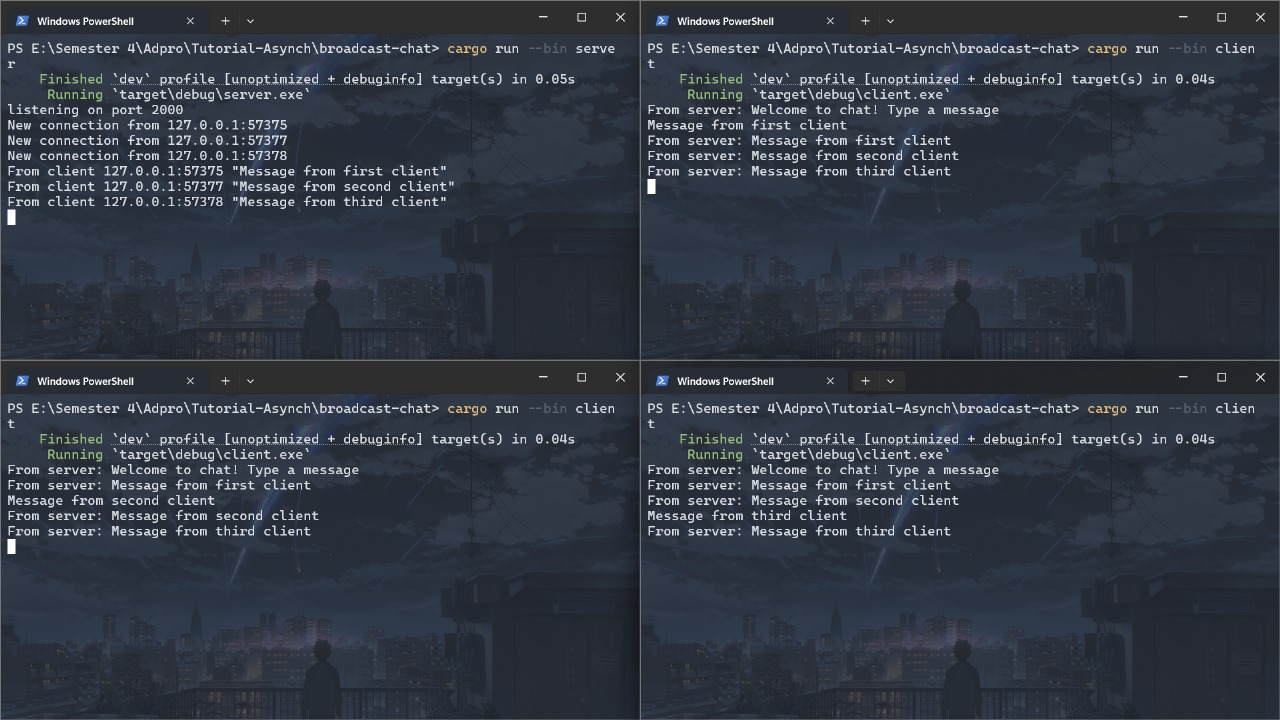 Windows PowerShell
PS E:\Semester 4\Adpro\Tutorial-Asynch\broadcast-chat> cargo run --bin serve
r
Finished `dev` profile [unoptimized + debuginfo] target(s) in 0.05s
Running `target\debug\server.exe`
listening on port 2000
New connection from 127.0.0.1:57375
New connection from 127.0.0.1:57377
New connection from 127.0.0.1:57378
From client 127.0.0.1:57375 "Message from first client"
From client 127.0.0.1:57377 "Message from second client"
From client 127.0.0.1:57378 "Message from third client"
Windows PowerShell
PS E:\Semester 4\Adpro\Tutorial-Asynch\broadcast-chat> cargo run --bin clien
t
Finished `dev` profile [unoptimized + debuginfo] target(s) in 0.04s
Running `target\debug\client.exe`
From server: Welcome to chat! Type a message
Message from first client
From server: Message from first client
From server: Message from second client
From server: Message from third client
Windows PowerShell
PS E:\Semester 4\Adpro\Tutorial-Asynch\broadcast-chat> cargo run --bin clien
t
Finished `dev` profile [unoptimized + debuginfo] target(s) in 0.04s
Running `target\debug\client.exe`
From server: Welcome to chat! Type a message
From server: Message from first client
Message from second client
From server: Message from second client
From server: Message from third client
Windows PowerShell
PS E:\Semester 4\Adpro\Tutorial-Asynch\broadcast-chat> cargo run --bin clien
t
Finished `dev` profile [unoptimized + debuginfo] target(s) in 0.04s
Running `target\debug\client.exe`
From server: Welcome to chat! Type a message
From server: Message from first client
From server: Message from second client
Message from third client
From server: Message from third client